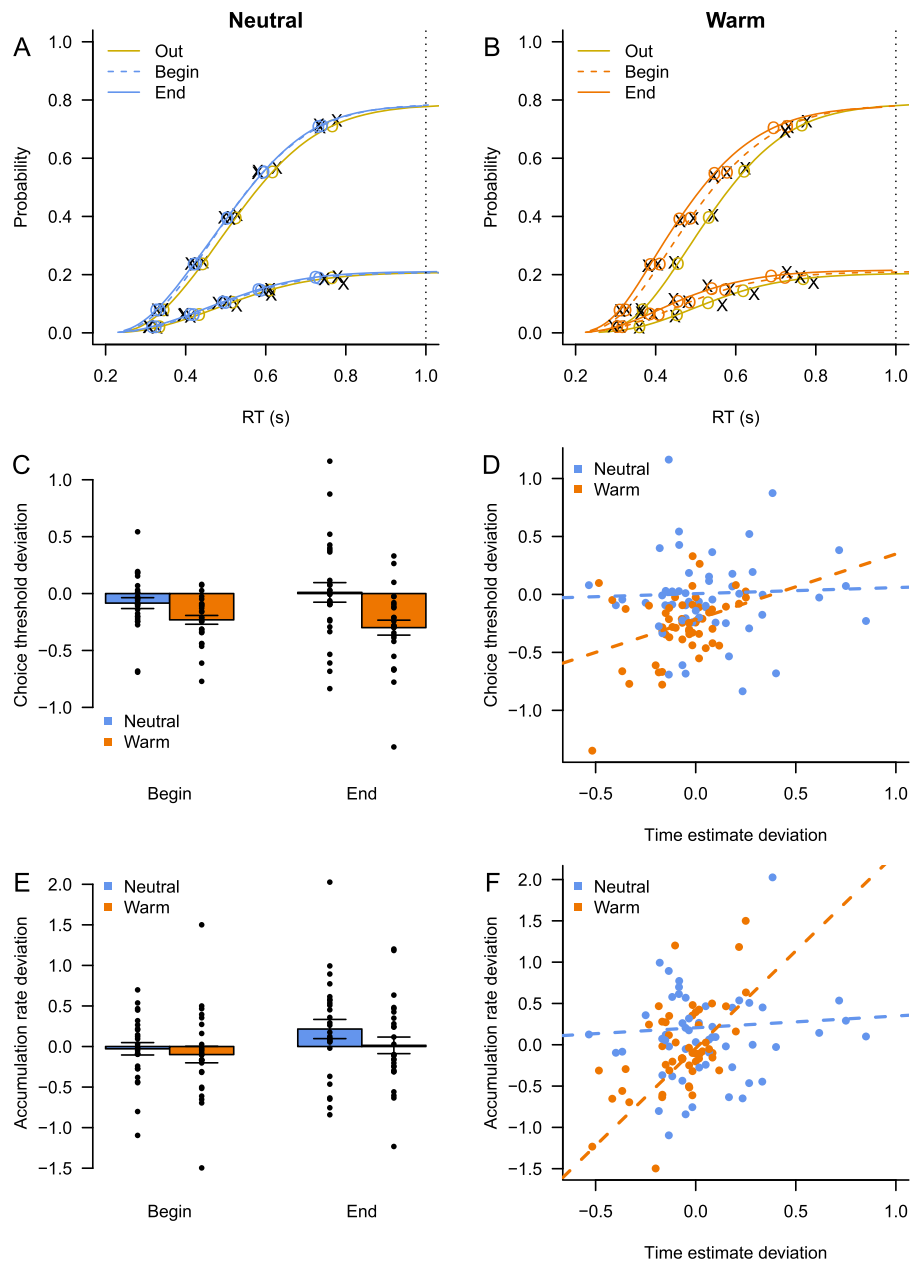 Neutral
Warm
A
Out
Begin
End
1.0
0.8
0.6
0.4
0.2
0.0
Probability
0.2
0.4
0.6
0.8
1.0
RT (s)
B
Out
Begin
End
1.0
0.8
0.6
0.4
0.2
0.0
Probability
0.2
0.4
0.6
0.8
1.0
RT (s)
C
1.0
0.5
0.0
−0.5
−1.0
Choice threshold deviation
Neutral
Warm
Begin
End
D
Neutral
Warm
1.0
0.5
0.0
−0.5
−1.0
Choice threshold deviation
−0.5
0.0
0.5
1.0
Time estimate deviation
E
Neutral
Warm
2.0
1.5
1.0
0.5
0.0
−0.5
−1.0
−1.5
Accumulation rate deviation
Begin
End
F
Neutral
Warm
2.0
1.5
1.0
0.5
0.0
−0.5
−1.0
−1.5
Accumulation rate deviation
−0.5
0.0
0.5
1.0
Time estimate deviation